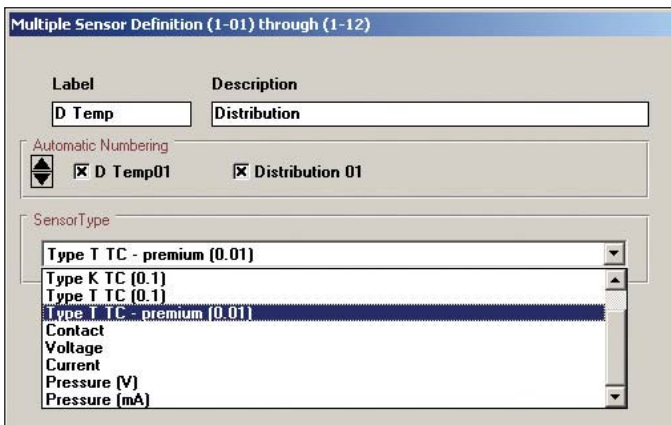 Multiple Sensor Definition (1-01) through (1-12)
Label Description
D Temp Distribution
Automatic Numbering
D Temp01 Distribution 01
SensorType
Type T TC - premium (0.01)
Type K TC (0.1)
Type T TC (0.1)
Type T TC - premium (0.01)
Contact
Voltage
Current
Pressure (V)
Pressure (mA)